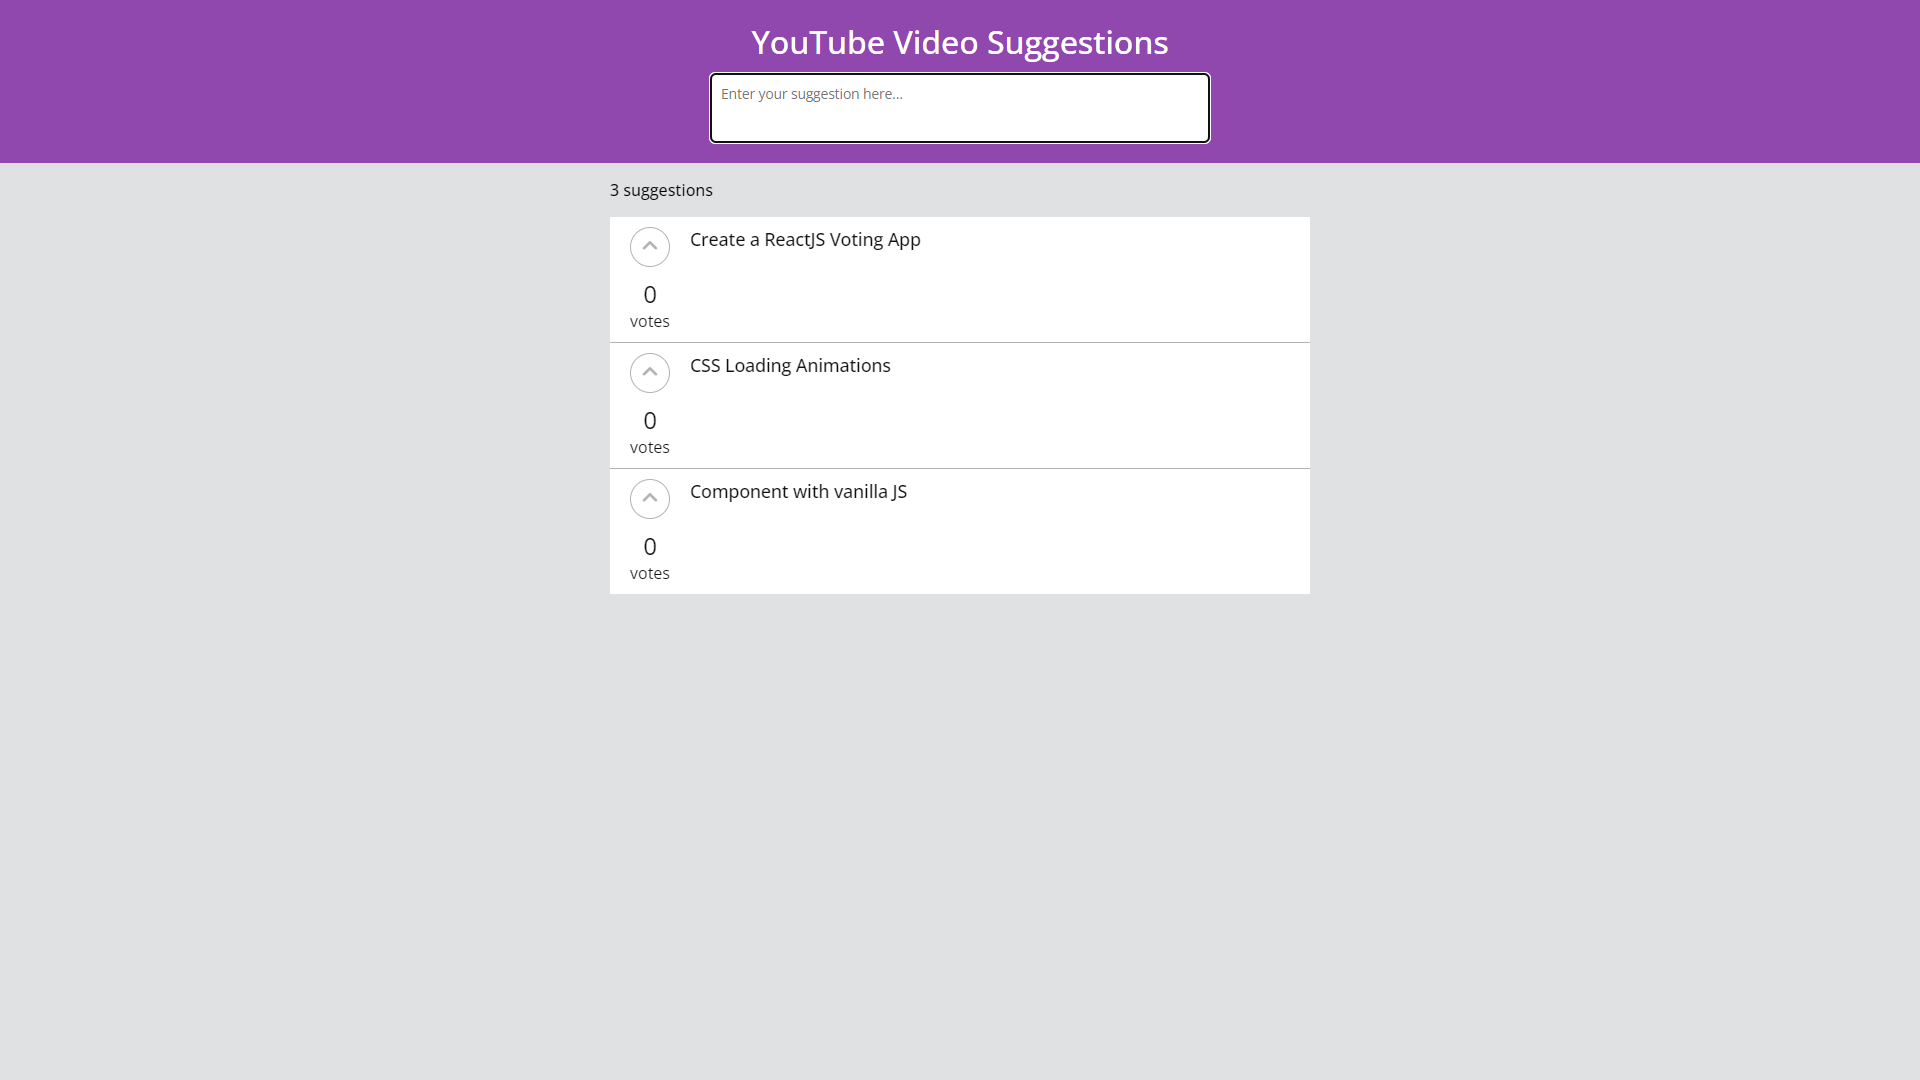 YouTube Video Suggestions
Enter your suggestion here...
3 suggestions
Create a ReactJS Voting App
0
votes
CSS Loading Animations
0
votes
Component with vanilla JS
0
votes